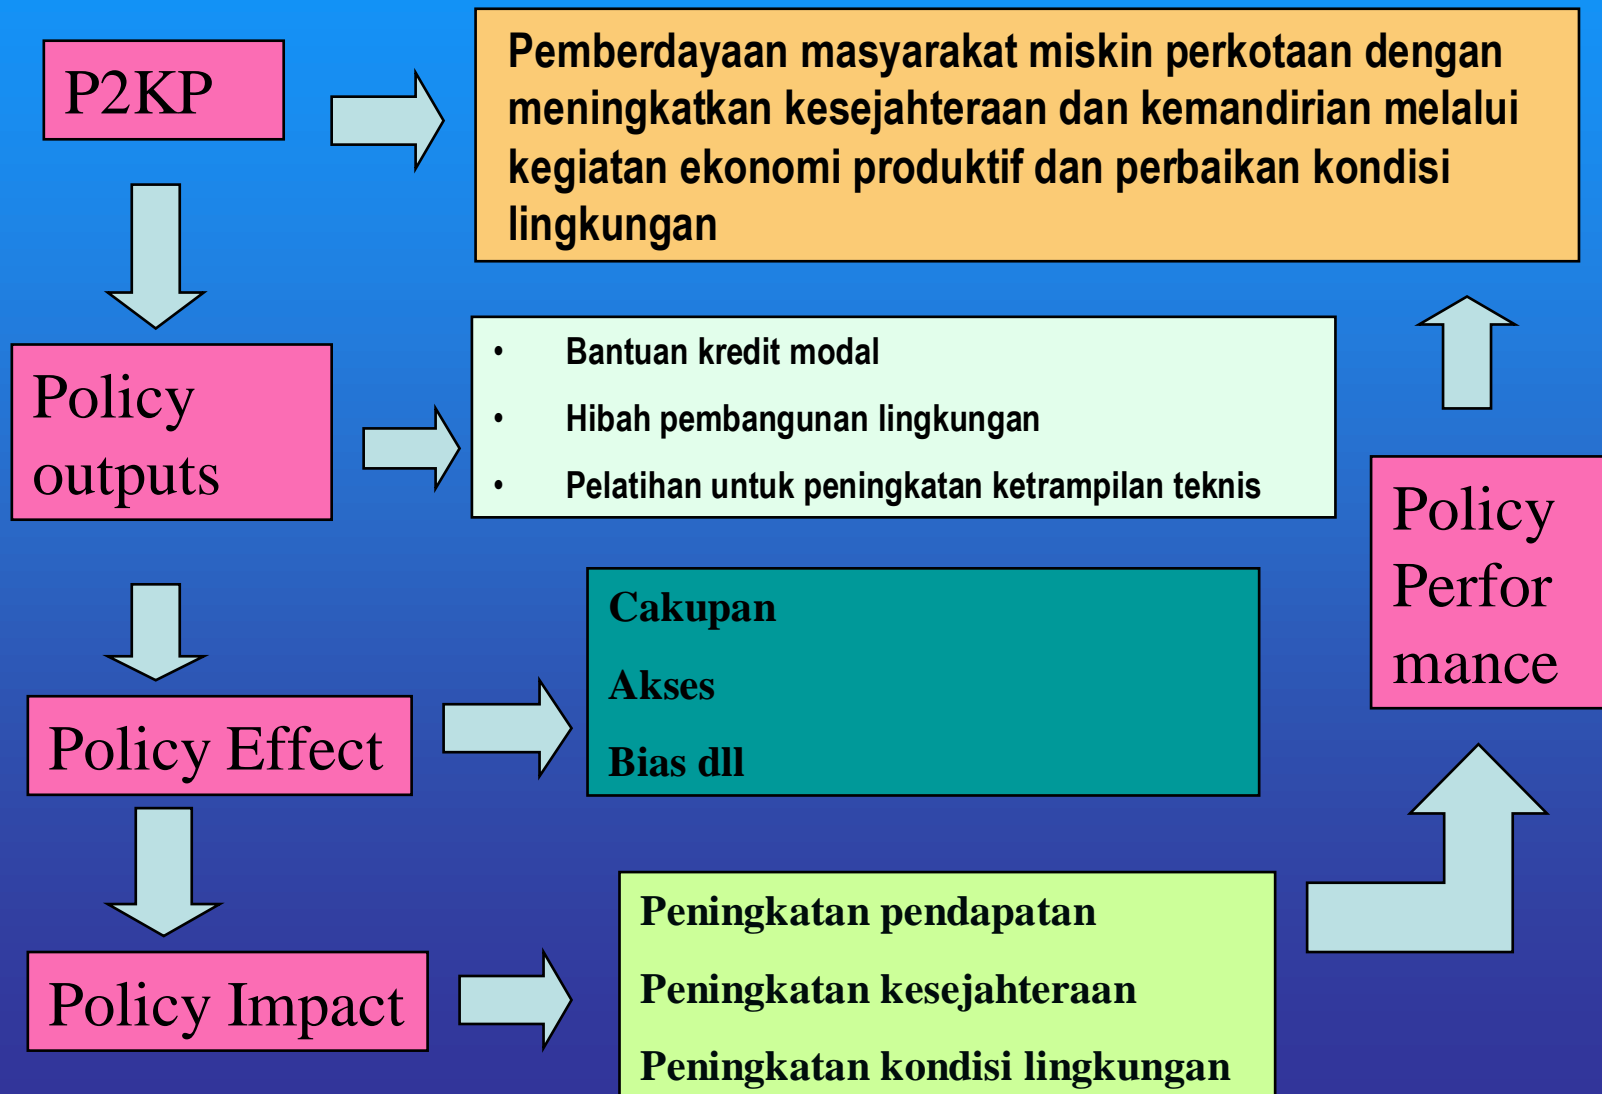 P2KP
Pemberdayaan masyarakat miskin perkotaan dengan
meningkatkan kesejahteraan dan kemandirian melalui
kegiatan ekonomi produktif dan perbaikan kondisi
lingkungan
Policy
outputs
• Bantuan kredit modal
• Hibah pembangunan lingkungan
• Pelatihan untuk peningkatan ketrampilan teknis
Policy
Perfor
mance
Policy Effect
Cakupan
Akses
Bias dll
Policy Impact
Peningkatan pendapatan
Peningkatan kesejahteraan
Peningkatan kondisi lingkungan